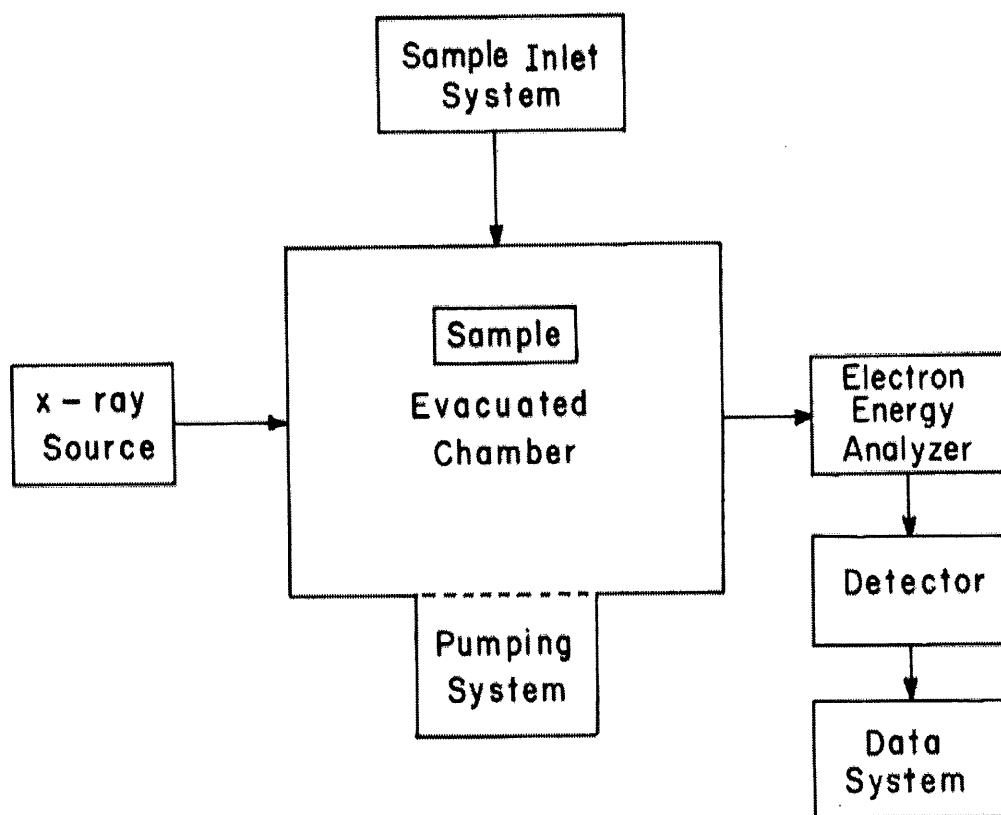 Sample Inlet
System
Sample
Evacuated
Chamber
x-ray
Source
Electron
Energy
Analyzer
Detector
Pumping
System
Data
System